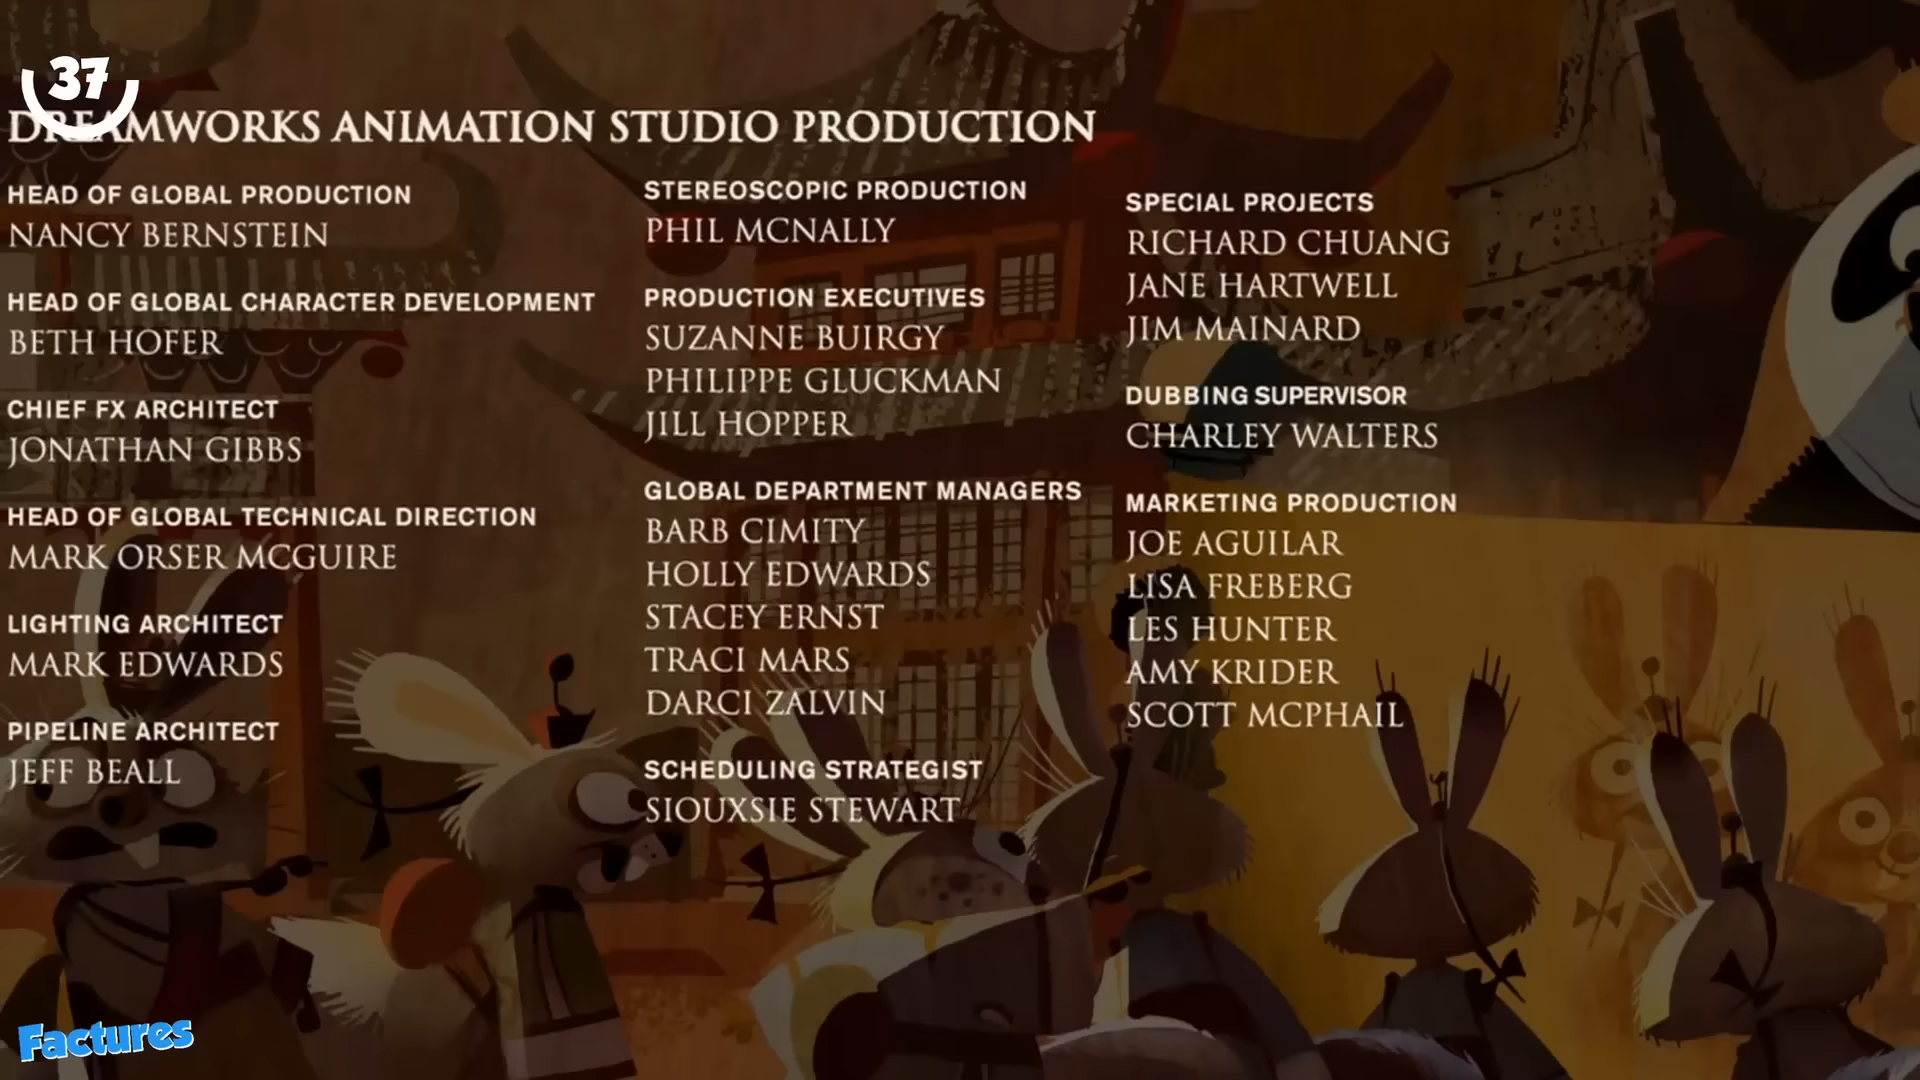 37
DREAMWORKS ANIMATION STUDIO PRODUCTION
HEAD OF GLOBAL PRODUCTION
NANCY BERNSTEIN
HEAD OF GLOBAL CHARACTER DEVELOPMENT
BETH HOFER
CHIEF FX ARCHITECT
JONATHAN GIBBS
HEAD OF GLOBAL TECHNICAL DIRECTION
MARK ORSER MCGUIRE
LIGHTING ARCHITECT
MARK EDWARDS
PIPELINE ARCHITECT
JEFF BEALL
STEREOSCOPIC PRODUCTION
PHIL MCNALLY
PRODUCTION EXECUTIVES
SUZANNE BUIRGY
PHILIPPE GLUCKMAN
JILL HOPPER
GLOBAL DEPARTMENT MANAGERS
BARB CIMITY
HOLLY EDWARDS
STACEY ERNST
TRACI MARS
DARCI ZALVIN
SCHEDULING STRATEGIST
SIOUXSIE STEWART
SPECIAL PROJECTS
RICHARD CHUANG
JANE HARTWELL
JIM MAINARD
DUBBING SUPERVISOR
CHARLEY WALTERS
MARKETING PRODUCTION
JOE AGUILAR
LISA FREBERG
LES HUNTER
AMY KRIDER
SCOTT MCPHAIL
Factures